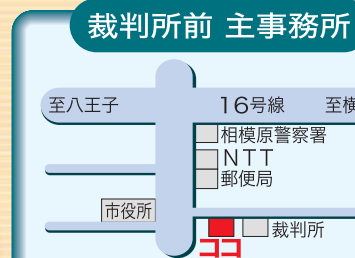 裁判所前 主事務所
至八王子
16号線
至横
相模原警察署
NTT
郵便局
市役所
裁判所
ココ